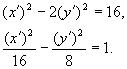 (x′)² − 2(y′)² = 16,
(x′)²/16 − (y′)²/8 = 1.